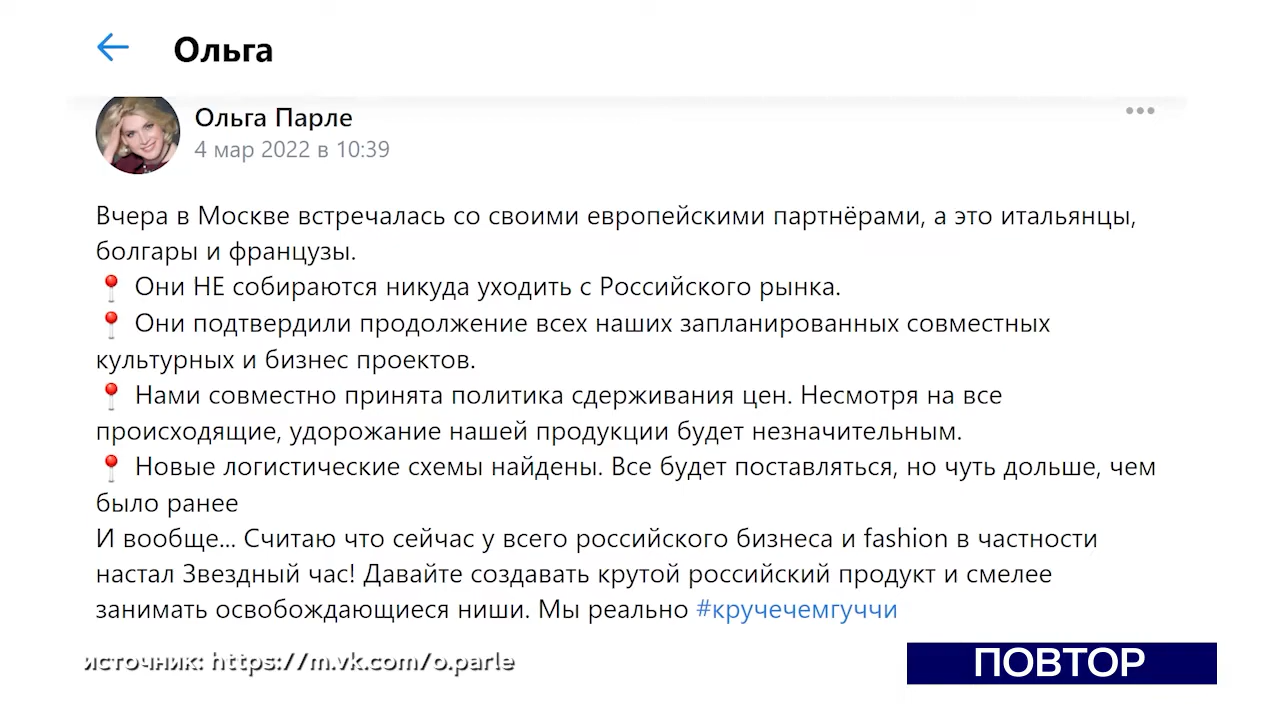 Ольга
Ольга Парле
4 мар 2022 в 10:39
Вчера в Москве встречалась со своими европейскими партнёрами, а это итальянцы,
болгары и французы.
📍 Они НЕ собираются никуда уходить с Российского рынка.
📍 Они подтвердили продолжение всех наших запланированных совместных
культурных и бизнес проектов.
📍 Нами совместно принята политика сдерживания цен. Несмотря на все
происходящие, удорожание нашей продукции будет незначительным.
📍 Новые логистические схемы найдены. Все будет поставляться, но чуть дольше, чем
было ранее
И вообще... Считаю что сейчас у всего российского бизнеса и fashion в частности
настал Звездный час! Давайте создавать крутой российский продукт и смелее
занимать освобождающиеся ниши. Мы реально #кручечемгуччи
источник: https://m.vk.com/o.parle
ПОВТОР